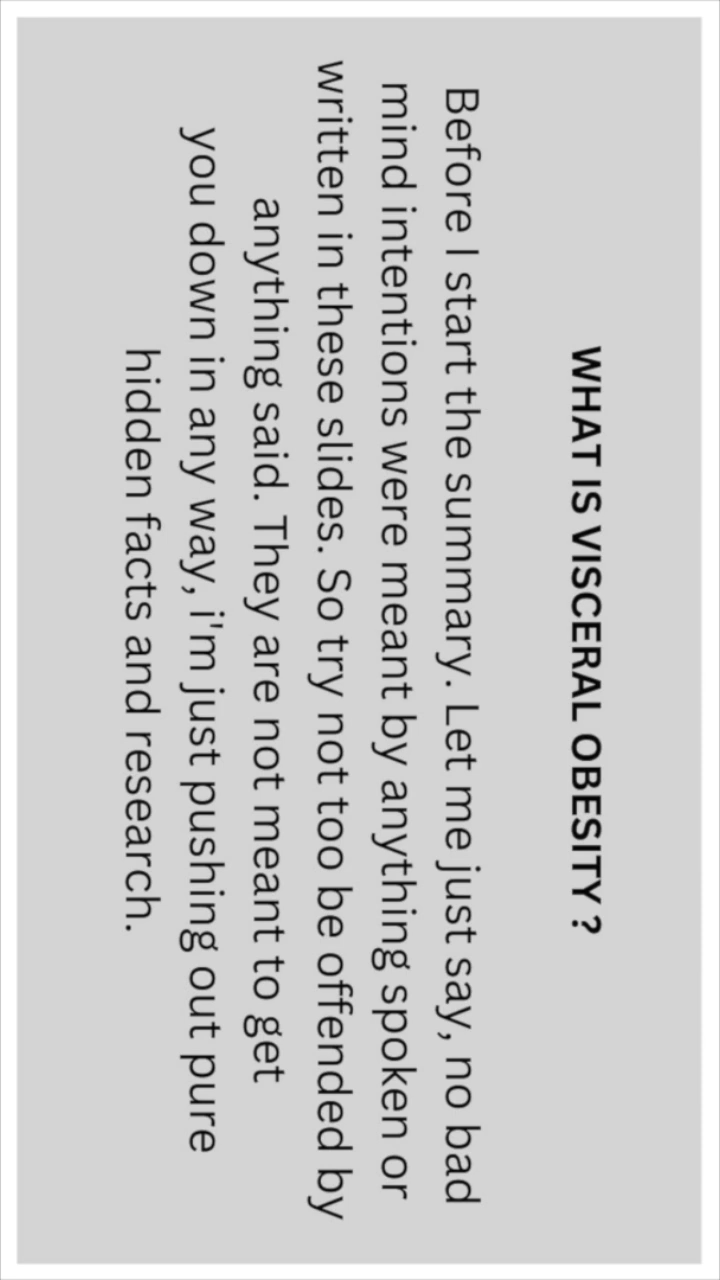 WHAT IS VISCERAL OBESITY ?
Before I start the summary. Let me just say, no bad
mind intentions were meant by anything spoken or
written in these slides. So try not too be offended by
anything said. They are not meant to get
you down in any way, i'm just pushing out pure
hidden facts and research.